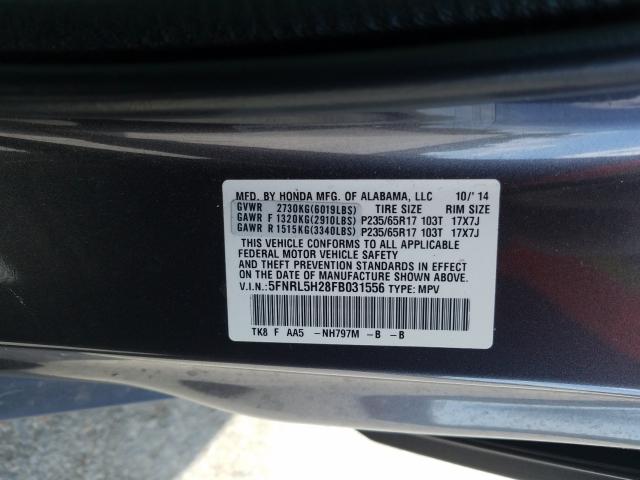 MFD. BY HONDA MFG. OF ALABAMA, LLC 10/'14
GVWR 2730KG(6019LBS) TIRE SIZE RIM SIZE
GAWR F 1320KG(2910LBS) P235/65R17 103T 17X7J
GAWR R 1515KG(3340LBS) P235/65R17 103T 17X7J
THIS VEHICLE CONFORMS TO ALL APPLICABLE
FEDERAL MOTOR VEHICLE SAFETY
AND THEFT PREVENTION STANDARDS IN EFFECT
ON THE DATE OF MANUFACTURE SHOWN ABOVE.
V.I.N.:5FNRL5H28FB031556 TYPE: MPV
TK8 F AA5 -NH797M -B -B